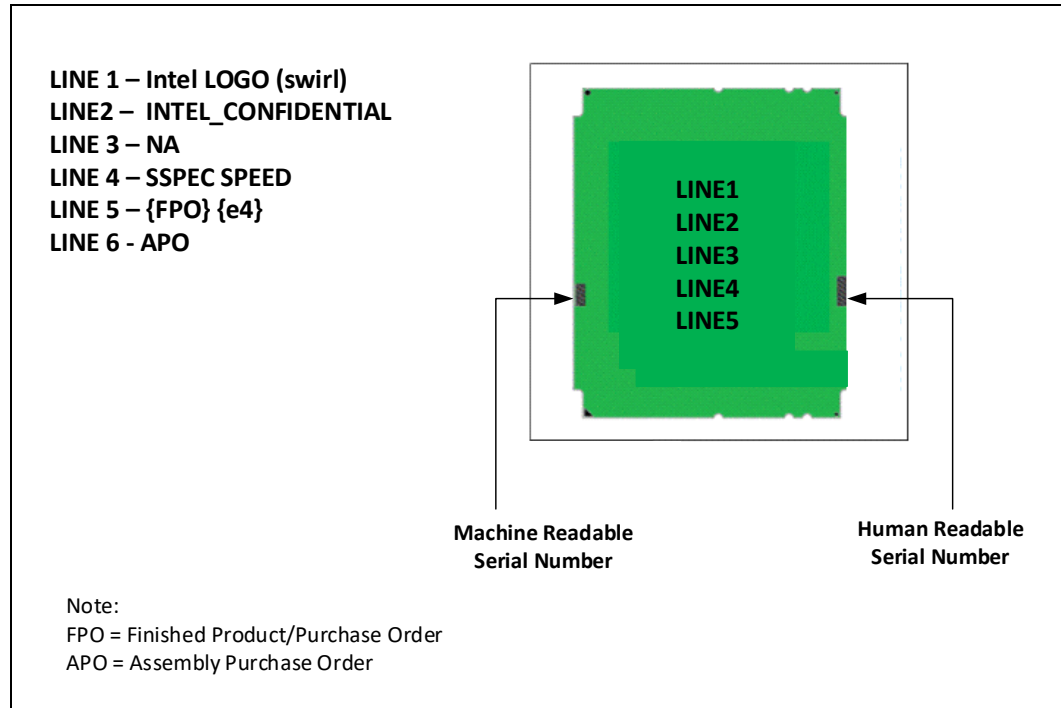 LINE 1 – Intel LOGO (swirl)
LINE2 – INTEL_CONFIDENTIAL
LINE 3 – NA
LINE 4 – SSPEC SPEED
LINE 5 – {FPO} {e4}
LINE 6 - APO
LINE1
LINE2
LINE3
LINE4
LINE5
Machine Readable
Serial Number
Human Readable
Serial Number
Note:
FPO = Finished Product/Purchase Order
APO = Assembly Purchase Order